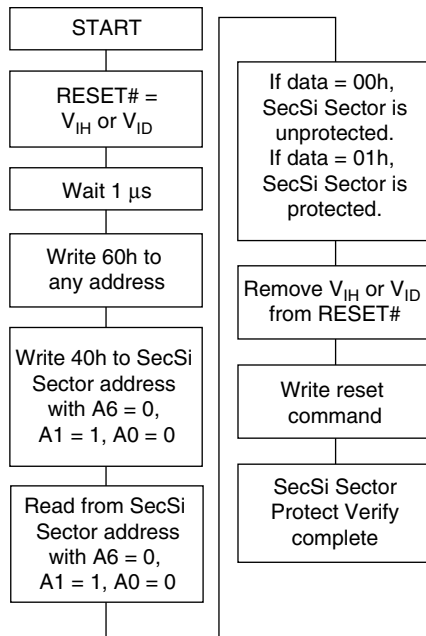 START
RESET# =
V_IH or V_ID
Wait 1 μs
Write 60h to
any address
Write 40h to SecSi
Sector address
with A6 = 0,
A1 = 1, A0 = 0
Read from SecSi
Sector address
with A6 = 0,
A1 = 1, A0 = 0
If data = 00h,
SecSi Sector is
unprotected.
If data = 01h,
SecSi Sector is
protected.
Remove V_IH or V_ID
from RESET#
Write reset
command
SecSi Sector
Protect Verify
complete